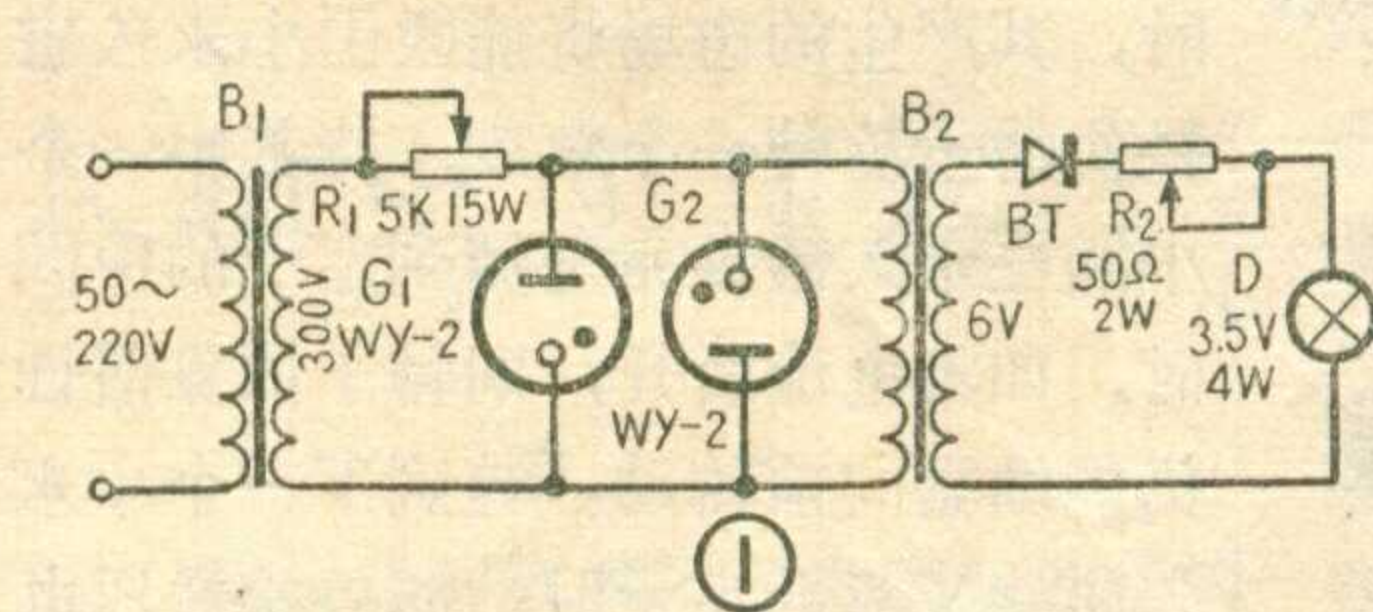 B1
B2
R1 5K 15W
G2
BT
R2
50～
220V
300V
G1
WY-2
6V
50Ω
2W
D
3.5V
4W
WY-2
1